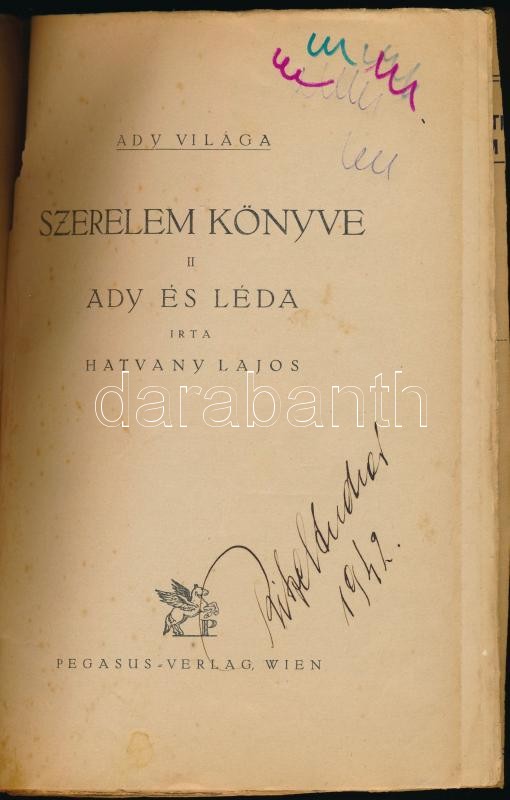 ADY VILÁGA
SZERELEM KÖNYVE
II
ADY ÉS LÉDA
IRTA
HATVANY LAJOS
darabanth
1942.
P
PEGASUS-VERLAG, WIEN